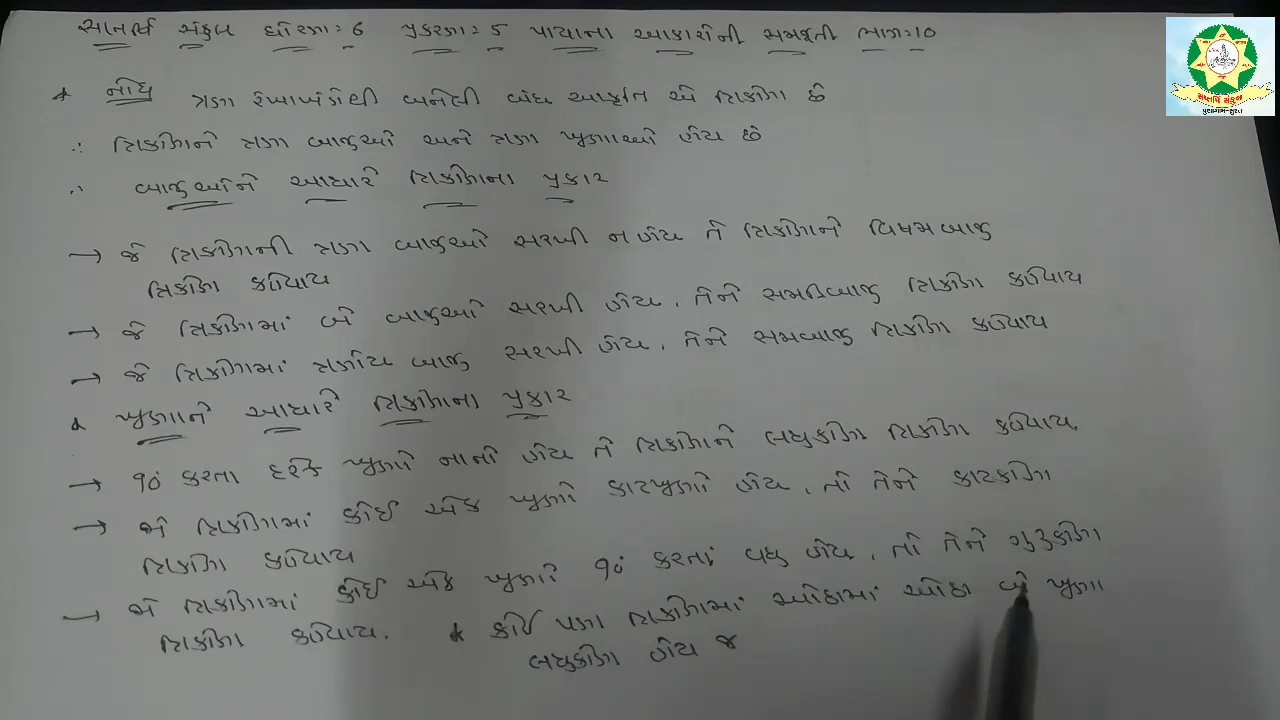 સાનર્ષ સંકુલ ધોરણ: 6 પ્રકરણ: 5 પાયાના આકારોની સમજૂતી ભાગ: 10
* નોંધ ત્રણ રેખાખંડોથી બનેલી બંધ આકૃતિ એ ત્રિકોણ છે
∴ ત્રિકોણને ત્રણ બાજુઓ અને ત્રણ ખૂણાઓ હોય છે
∴ બાજુઓને આધારે ત્રિકોણના પ્રકાર
→ જે ત્રિકોણની ત્રણ બાજુઓ સરખી ન હોય તે ત્રિકોણને વિષમબાજુ
ત્રિકોણ કહેવાય
→ જે ત્રિકોણમાં બે બાજુઓ સરખી હોય, તેને સમદ્વિબાજુ ત્રિકોણ કહેવાય
→ જે ત્રિકોણમાં ત્રણેય બાજુ સરખી હોય, તેને સમબાજુ ત્રિકોણ કહેવાય
* ખૂણાને આધારે ત્રિકોણના પ્રકાર
→ 90 કરતા દરેક ખૂણો નાનો હોય તે ત્રિકોણને લઘુકોણ ત્રિકોણ કહેવાય.
→ જો ત્રિકોણમાં કોઈ એક ખૂણો કાટખૂણો હોય, તો તેને કાટકોણ
ત્રિકોણ કહેવાય
→ જો ત્રિકોણમાં કોઈ એક ખૂણો 90 કરતાં વધુ હોય, તો તેને ગુરુકોણ
ત્રિકોણ કહેવાય. * કોઈ પણ ત્રિકોણમાં ઓછામાં ઓછા બે ખૂણા
લઘુકોણ હોય જ